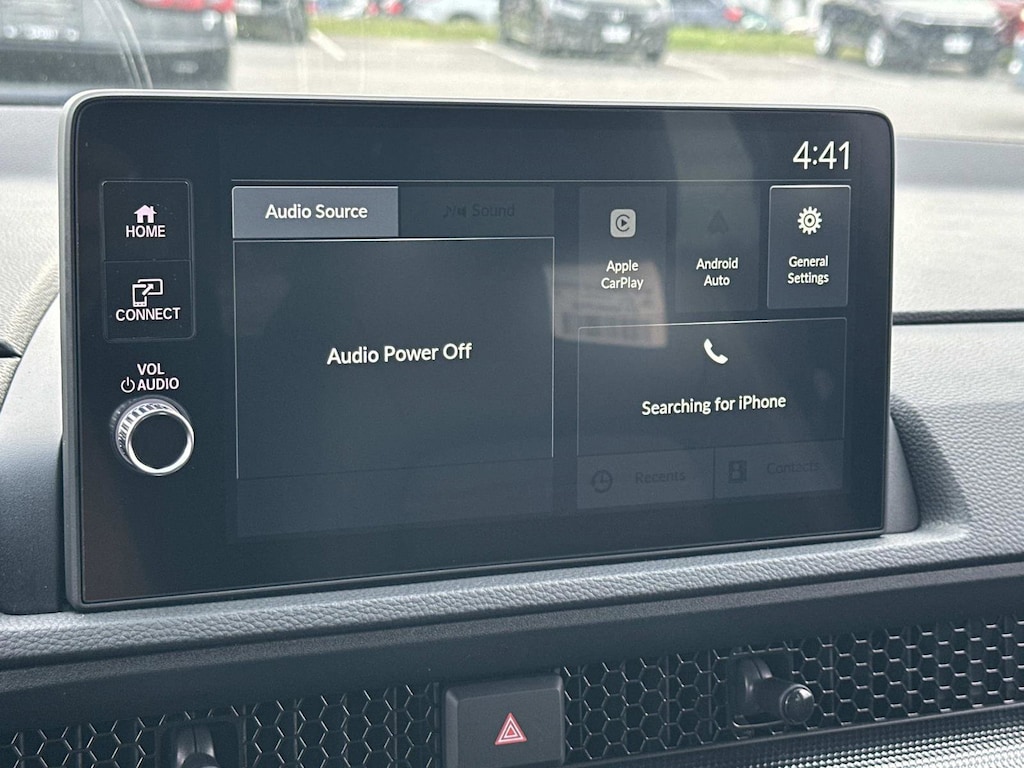 4:41
HOME
CONNECT
VOL
AUDIO
Audio Source
Sound
Audio Power Off
Apple
CarPlay
Android
Auto
General
Settings
Searching for iPhone
Recents
Contacts